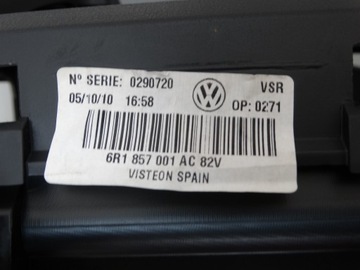 Nº SERIE: 0290720 VSR
05/10/10 16:58 OP: 0271
6R1 857 001 AC 82V
VISTEON SPAIN